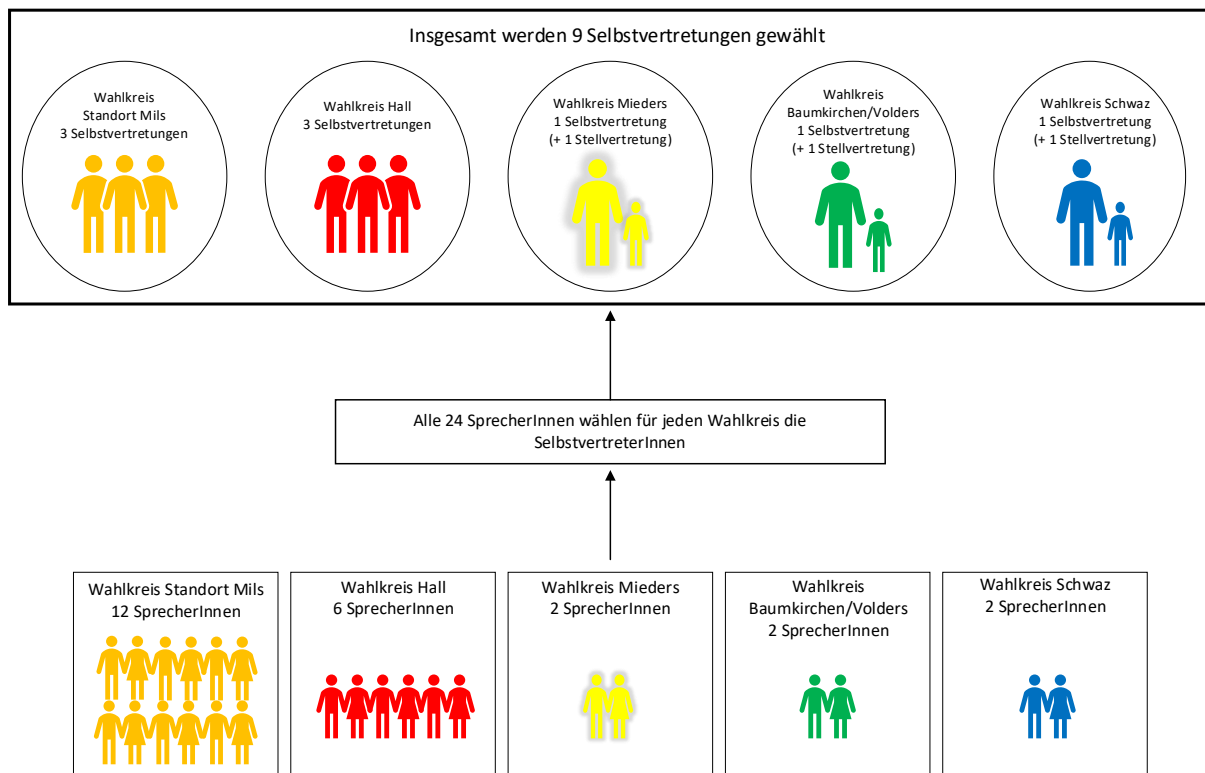 Insgesamt werden 9 Selbstvertretungen gewählt
Wahlkreis
Standort Mils
3 Selbstvertretungen
Wahlkreis Hall
3 Selbstvertretungen
Wahlkreis Mieders
1 Selbstvertretung
(+ 1 Stellvertretung)
Wahlkreis
Baumkirchen/Volders
1 Selbstvertretung
(+ 1 Stellvertretung)
Wahlkreis Schwaz
1 Selbstvertretung
(+ 1 Stellvertretung)
Alle 24 SprecherInnen wählen für jeden Wahlkreis die
SelbstvertreterInnen
Wahlkreis Standort Mils
12 SprecherInnen
Wahlkreis Hall
6 SprecherInnen
Wahlkreis Mieders
2 SprecherInnen
Wahlkreis
Baumkirchen/Volders
2 SprecherInnen
Wahlkreis Schwaz
2 SprecherInnen